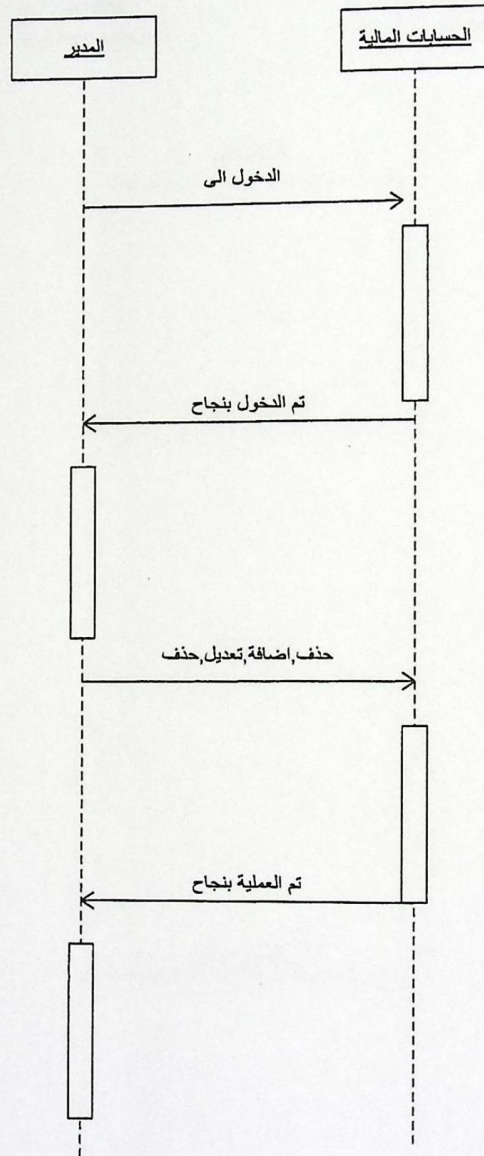 الحسابات المالية
المدير
الدخول الى
تم الدخول بنجاح
حذف,اضافة,تعديل,حذف
تم العملية بنجاح